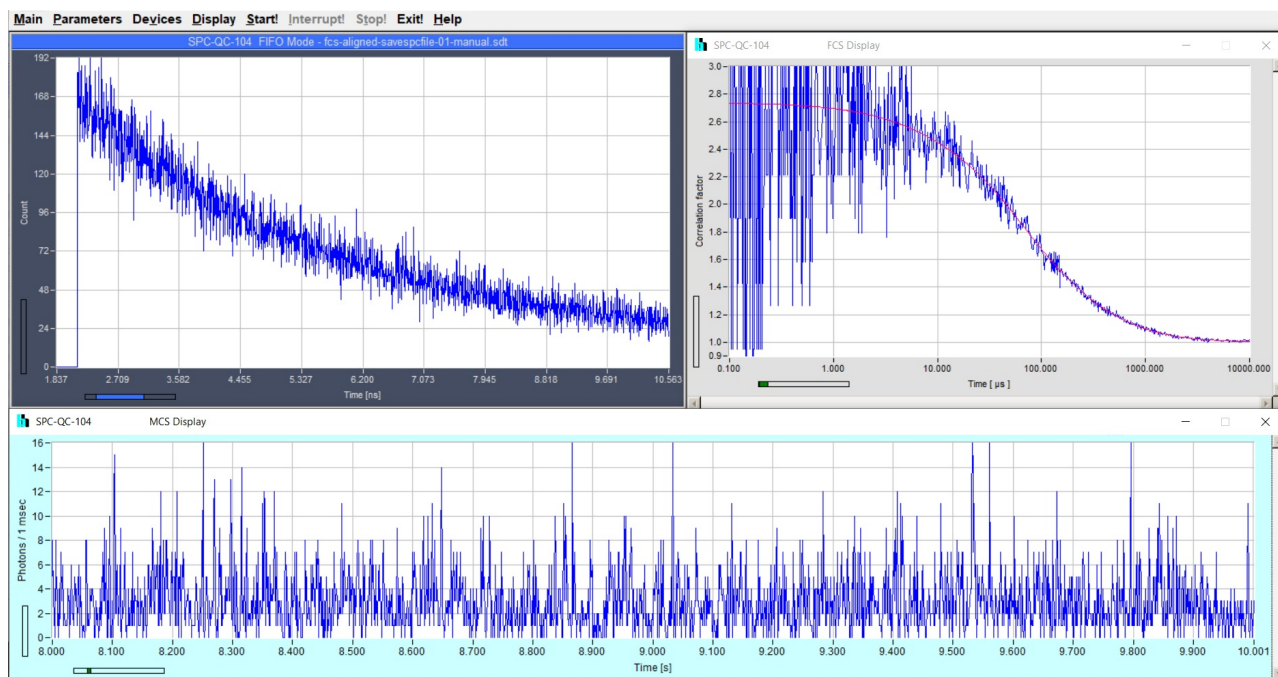 Main Parameters Devices Display Start! Interrupt! Stop! Exit! Help
SPC-QC-104 FIFO Mode - fcs-aligned-savespcfile-01-manual.sdt
192
168
144
120
96
72
48
24
0
Count
1.837 2.709 3.582 4.455 5.327 6.200 7.073 7.945 8.818 9.691 10.563
Time [ns]
SPC-QC-104 FCS Display
3.0
2.8
2.6
2.4
2.2
2.0
1.8
1.6
1.4
1.2
1.0
0.9
Correlation factor
0.100 1.000 10.000 100.000 1000.000 10000.000
Time [ µs ]
SPC-QC-104 MCS Display
16
14
12
10
8
6
4
2
0
Photons / 1 msec
8.000 8.100 8.200 8.300 8.400 8.500 8.600 8.700 8.800 8.900 9.000 9.100 9.200 9.300 9.400 9.500 9.600 9.700 9.800 9.900 10.001
Time [s]